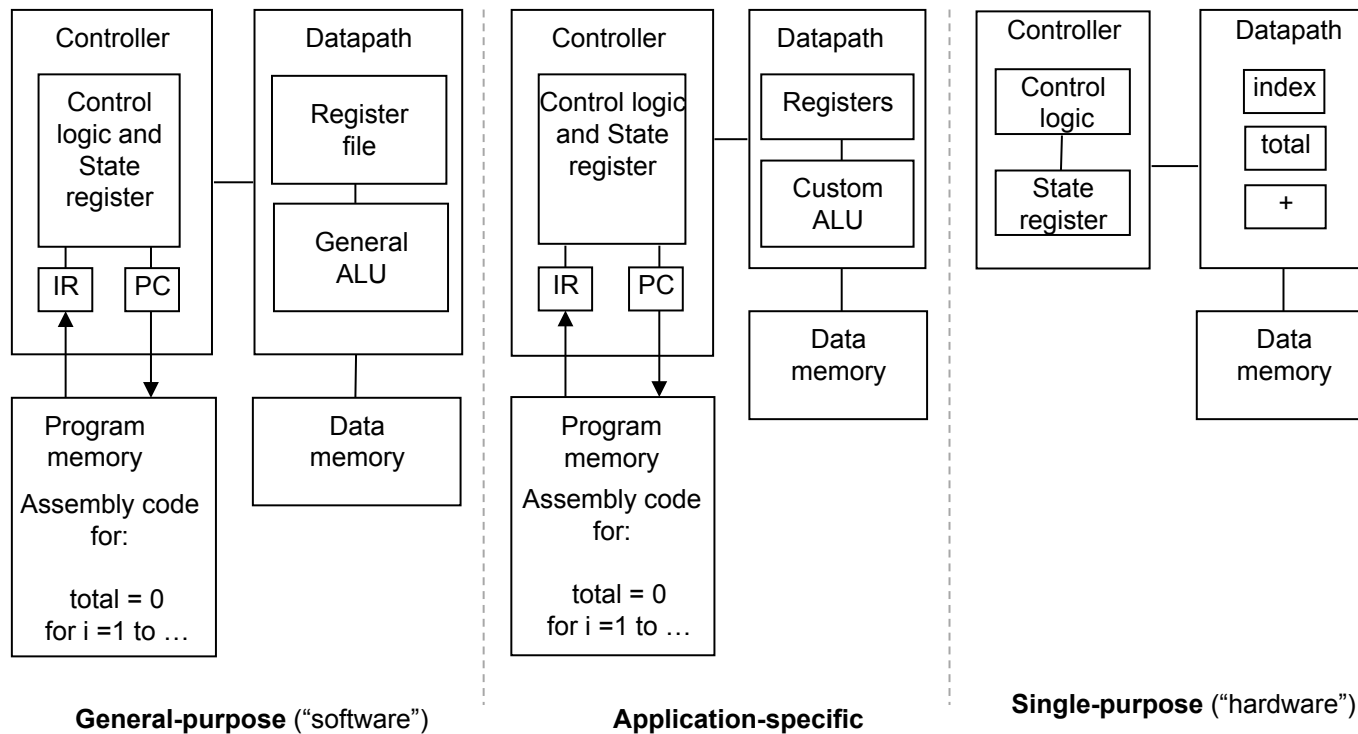 Controller
Control
logic and
State
register
IR
PC
Datapath
Register
file
General
ALU
Program
memory
Assembly code
for:
total = 0
for i =1 to …
Data
memory
General-purpose (“software”)
Controller
Control logic
and State
register
IR
PC
Datapath
Registers
Custom
ALU
Data
memory
Program
memory
Assembly code
for:
total = 0
for i =1 to …
Application-specific
Controller
Control
logic
State
register
Datapath
index
total
+
Data
memory
Single-purpose (“hardware”)